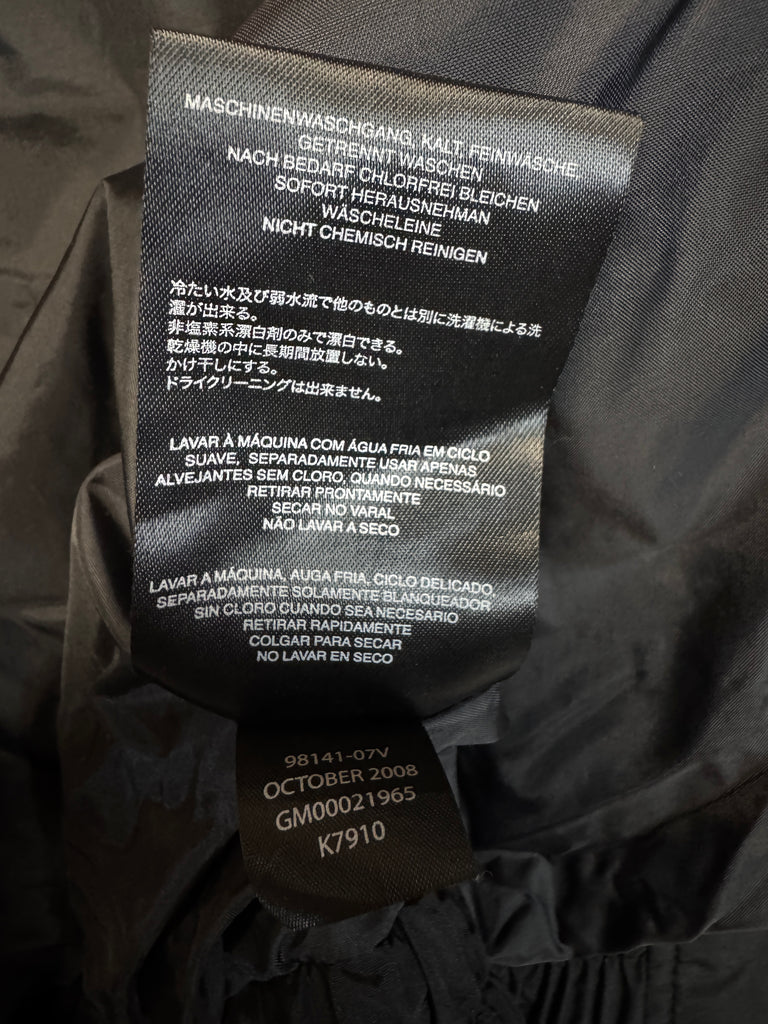 MASCHINENWASCHGANG, KALT, FEINWÄSCHE,
GETRENNT WASCHEN
NACH BEDARF CHLORFREI BLEICHEN
SOFORT HERAUSNEHMAN
WÄSCHELEINE
NICHT CHEMISCH REINIGEN
冷たい水及び弱水流で他のものとは別に洗濯機による洗
濯が出来る。
非塩素系漂白剤のみで漂白できる。
乾燥機の中に長期間放置しない。
かけ干しにする。
ドライクリーニングは出来ません。
LAVAR À MÁQUINA COM ÁGUA FRIA EM CICLO
SUAVE, SEPARADAMENTE USAR APENAS
ALVEJANTES SEM CLORO, QUANDO NECESSÁRIO
RETIRAR PRONTAMENTE
SECAR NO VARAL
NÃO LAVAR A SECO
LAVAR A MÁQUINA, AUGA FRIA, CICLO DELICADO,
SEPARADAMENTE SOLAMENTE BLANQUEADOR
SIN CLORO CUANDO SEA NECESARIO
RETIRAR RAPIDAMENTE
COLGAR PARA SECAR
NO LAVAR EN SECO
98141-07V
OCTOBER 2008
GM00021965
K7910